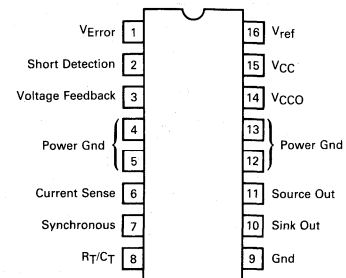 VError 1 16 Vref
Short Detection 2 15 VCC
Voltage Feedback 3 14 VCCO
4 13
Power Gnd Power Gnd
5 12
Current Sense 6 11 Source Out
Synchronous 7 10 Sink Out
RT/CT 8 9 Gnd